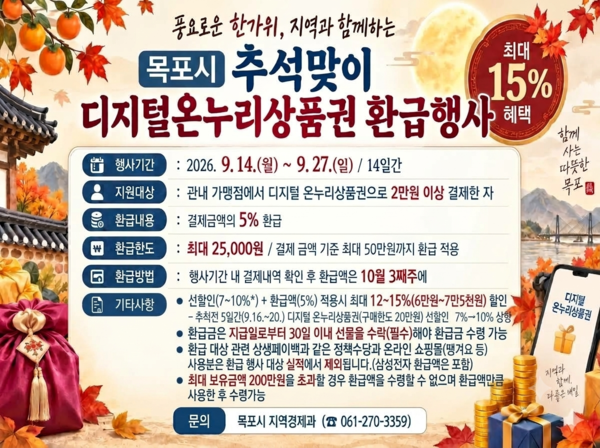 풍요로운 한가위, 지역과 함께하는
목포시 추석맞이
디지털온누리상품권 환급행사
최대
15%
혜택
함께
사는
따뜻한
목포
행사기간 : 2026. 9.14.(월) ~ 9.27.(일) / 14일간
지원대상 : 관내 가맹점에서 디지털 온누리상품권으로 2만원 이상 결제한 자
환급내용 : 결제금액의 5% 환급
환급한도 : 최대 25,000원 / 결제 금액 기준 최대 50만원까지 환급 적용
환급방법 : 행사기간 내 결제내역 확인 후 환급액은 10월 3째주에
기타사항 • 선할인(7~10%*) + 환급액(5%) 적용시 최대 12~15%(6만원~7만5천원) 할인
- 추척전 5일간(9.16.~20.) 디지털 온누리상품권(구매한도 20만원) 선할인 7%→10% 상향
• 환급금은 지급일로부터 30일 이내 선물을 수락(필수)해야 환급금 수령 가능
• 환급 대상 관련 상생페이백과 같은 정책수당과 온라인 쇼핑몰(땡겨요 등)
사용분은 환급 행사 대상 실적에서 제외됩니다.(삼성전자 환급액은 포함)
• 최대 보유금액 200만원을 초과할 경우 환급액을 수령할 수 없으며 환급액만큼
사용한 후 수령가능
디지털
온누리상품권
지역과
함께,
다음은 내일
문의 목포시 지역경제과 (☎ 061-270-3359)